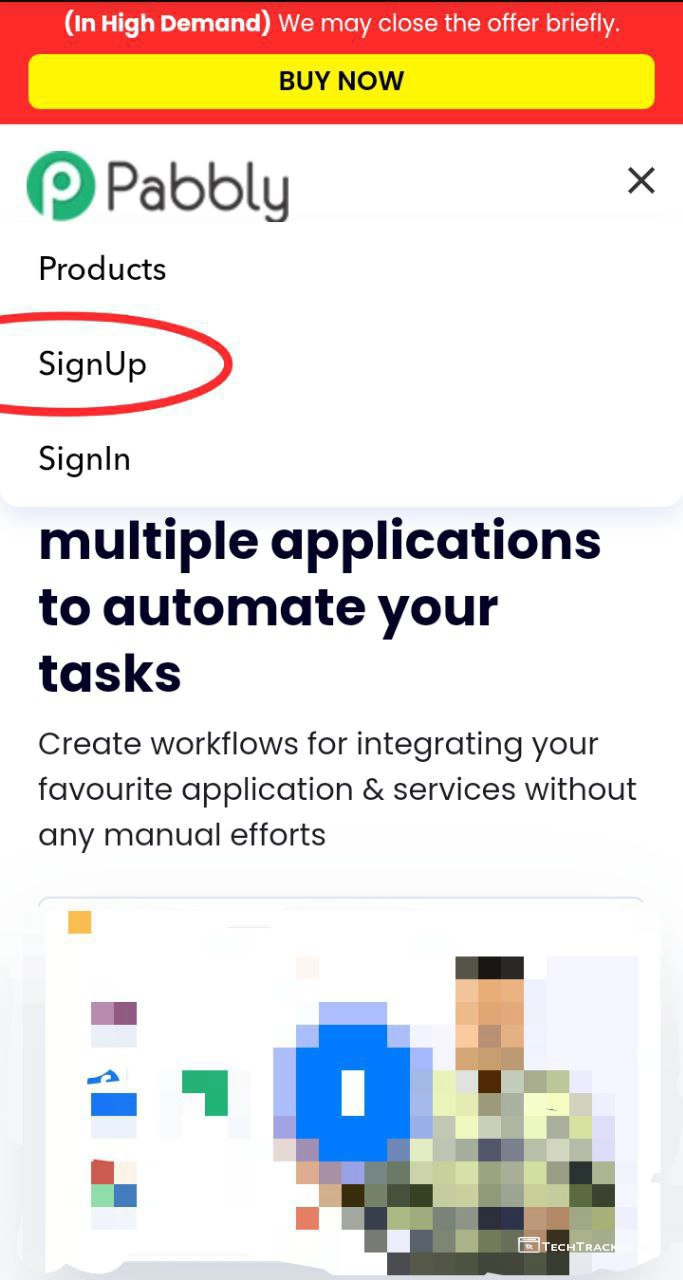 (In High Demand) We may close the offer briefly.
BUY NOW
Pabbly
Products
SignUp
SignIn
multiple applications
to automate your
tasks
Create workflows for integrating your
favourite application & services without
any manual efforts